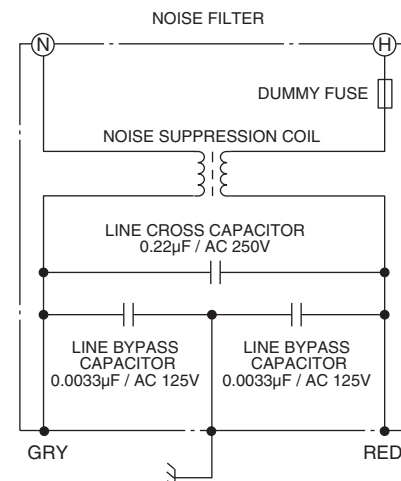 NOISE FILTER
N
H
DUMMY FUSE
NOISE SUPPRESSION COIL
LINE CROSS CAPACITOR
0.22µF / AC 250V
LINE BYPASS
CAPACITOR
0.0033µF / AC 125V
LINE BYPASS
CAPACITOR
0.0033µF / AC 125V
GRY
RED